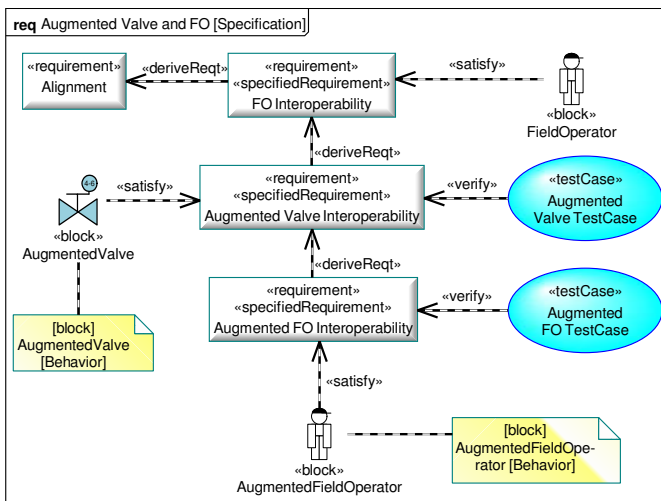 req Augmented Valve and FO [Specification]
«requirement»
Alignment
«deriveReqt»
«requirement»
«specifiedRequirement»
FO Interoperability
«satisfy»
«block»
FieldOperator
«deriveReqt»
4-6
«block»
AugmentedValve
«satisfy»
«requirement»
«specifiedRequirement»
Augmented Valve Interoperability
«verify»
«testCase»
Augmented
Valve TestCase
«deriveReqt»
[block]
AugmentedValve
[Behavior]
«requirement»
«specifiedRequirement»
Augmented FO Interoperability
«verify»
«testCase»
Augmented
FO TestCase
«satisfy»
«block»
AugmentedFieldOperator
[block]
AugmentedFieldOpe-
rator [Behavior]